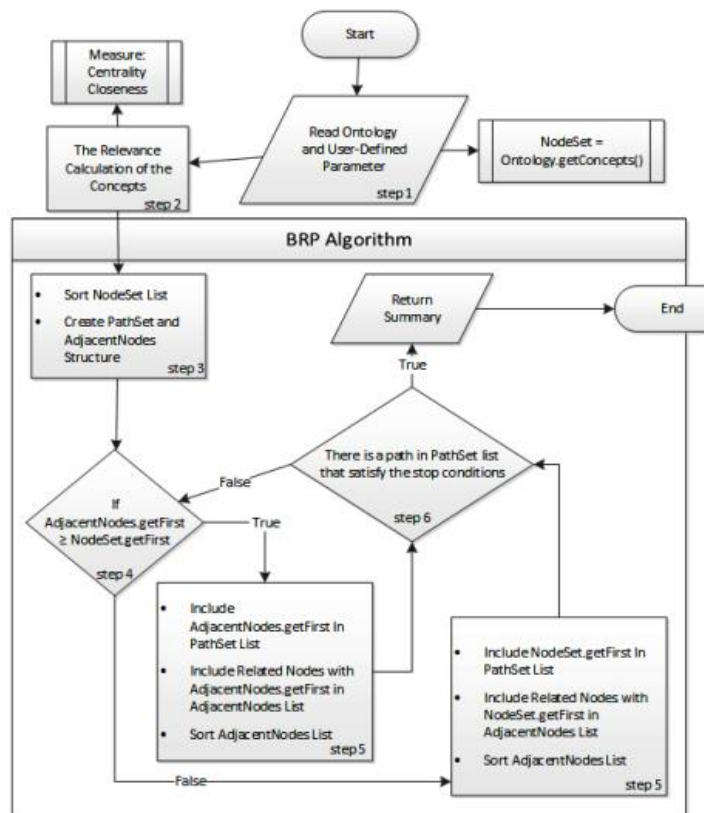 Start
Measure:
Centrality
Closeness
Read Ontology
and User-Defined
Parameter
step 1
NodeSet =
Ontology.getConcepts()
The Relevance
Calculation of the
Concepts
step 2
BRP Algorithm
• Sort NodeSet List
• Create PathSet and
AdjacentNodes
Structure
step 3
Return
Summary
End
True
There is a path in PathSet list
that satisfy the stop conditions
step 6
False
If
AdjacentNodes.getFirst
≥ NodeSet.getFirst
step 4
True
• Include
AdjacentNodes.getFirst In
PathSet List
• Include Related Nodes with
AdjacentNodes.getFirst in
AdjacentNodes List
• Sort AdjacentNodes List
step 5
• Include NodeSet.getFirst In
PathSet List
• Include Related Nodes with
NodeSet.getFirst in
AdjacentNodes List
• Sort AdjacentNodes List
step 5
False